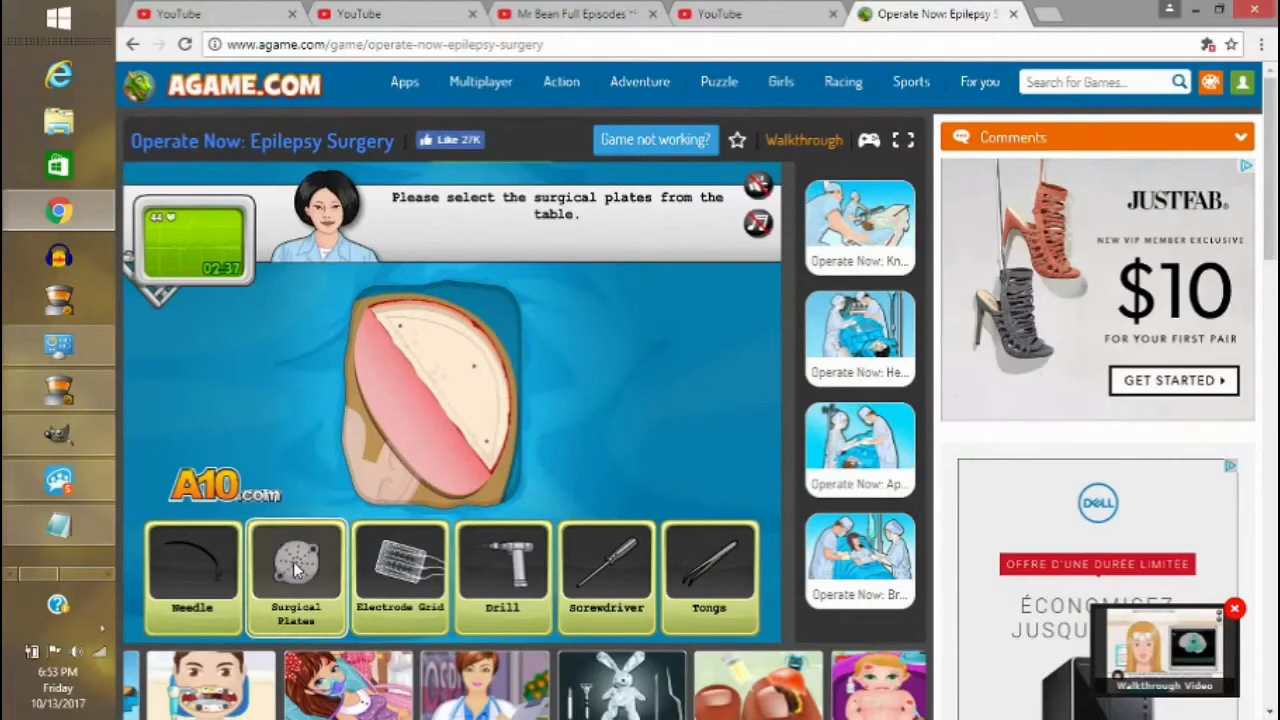 YouTube
YouTube
Mr Bean Full Episodes
YouTube
Operate Now: Epilepsy S
www.agame.com/game/operate-now-epilepsy-surgery
AGAME.COM
Apps
Multiplayer
Action
Adventure
Puzzle
Girls
Racing
Sports
For you
Search for Games...
Operate Now: Epilepsy Surgery
Like 27K
Game not working?
Walkthrough
Comments
Please select the surgical plates from the
table.
44
02:37
Operate Now: Kn...
Operate Now: He...
Operate Now: Ap...
Operate Now: Br...
A10.com
Needle
Surgical
Plates
Electrode Grid
Drill
Screwdriver
Tongs
JUSTFAB.
NEW VIP MEMBER EXCLUSIVE
$10
FOR YOUR FIRST PAIR
GET STARTED
DELL
OFFRE D'UNE DURÉE LIMITÉE
ÉCONOMISEZ
JUSQU
Walkthrough Video
6:53 PM
Friday
10/13/2017